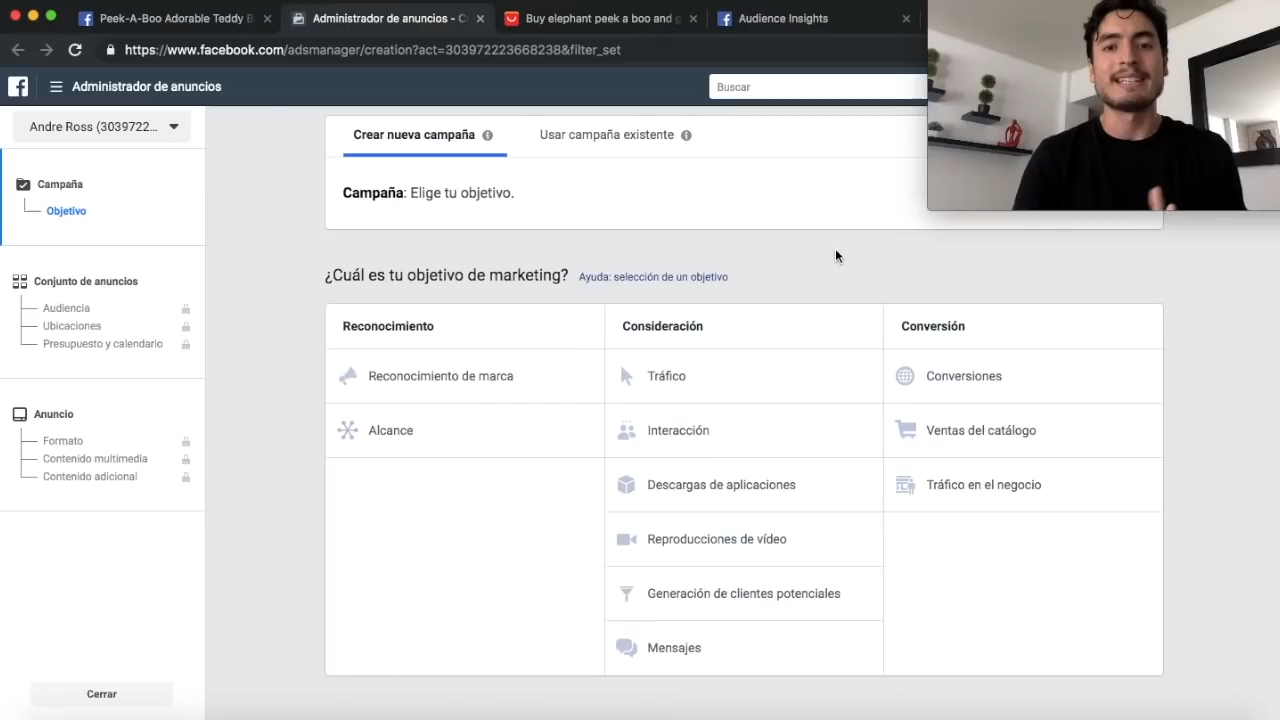 Peek-A-Boo Adorable Teddy B
Administrador de anuncios - C
Buy elephant peek a boo and g
Audience Insights
https://www.facebook.com/adsmanager/creation?act=303972223668238&filter_set
Administrador de anuncios
Buscar
Andre Ross (3039722...
Crear nueva campaña
Usar campaña existente
Campaña: Elige tu objetivo.
Campaña
Objetivo
Conjunto de anuncios
Audiencia
Ubicaciones
Presupuesto y calendario
Anuncio
Formato
Contenido multimedia
Contenido adicional
Cerrar
¿Cuál es tu objetivo de marketing? Ayuda: selección de un objetivo
Reconocimiento
Consideración
Conversión
Reconocimiento de marca
Tráfico
Conversiones
Alcance
Interacción
Ventas del catálogo
Descargas de aplicaciones
Tráfico en el negocio
Reproducciones de vídeo
Generación de clientes potenciales
Mensajes